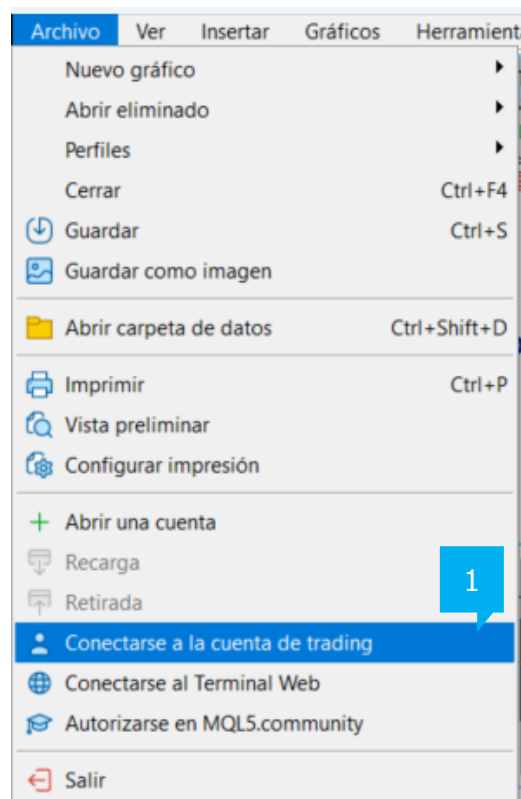 Archivo Ver Insertar Gráficos Herramient
Nuevo gráfico
Abrir eliminado
Perfiles
Cerrar Ctrl+F4
Guardar Ctrl+S
Guardar como imagen
Abrir carpeta de datos Ctrl+Shift+D
Imprimir Ctrl+P
Vista preliminar
Configurar impresión
Abrir una cuenta
Recarga
1
Retirada
Conectarse a la cuenta de trading
Conectarse al Terminal Web
Autorizarse en MQL5.community
Salir